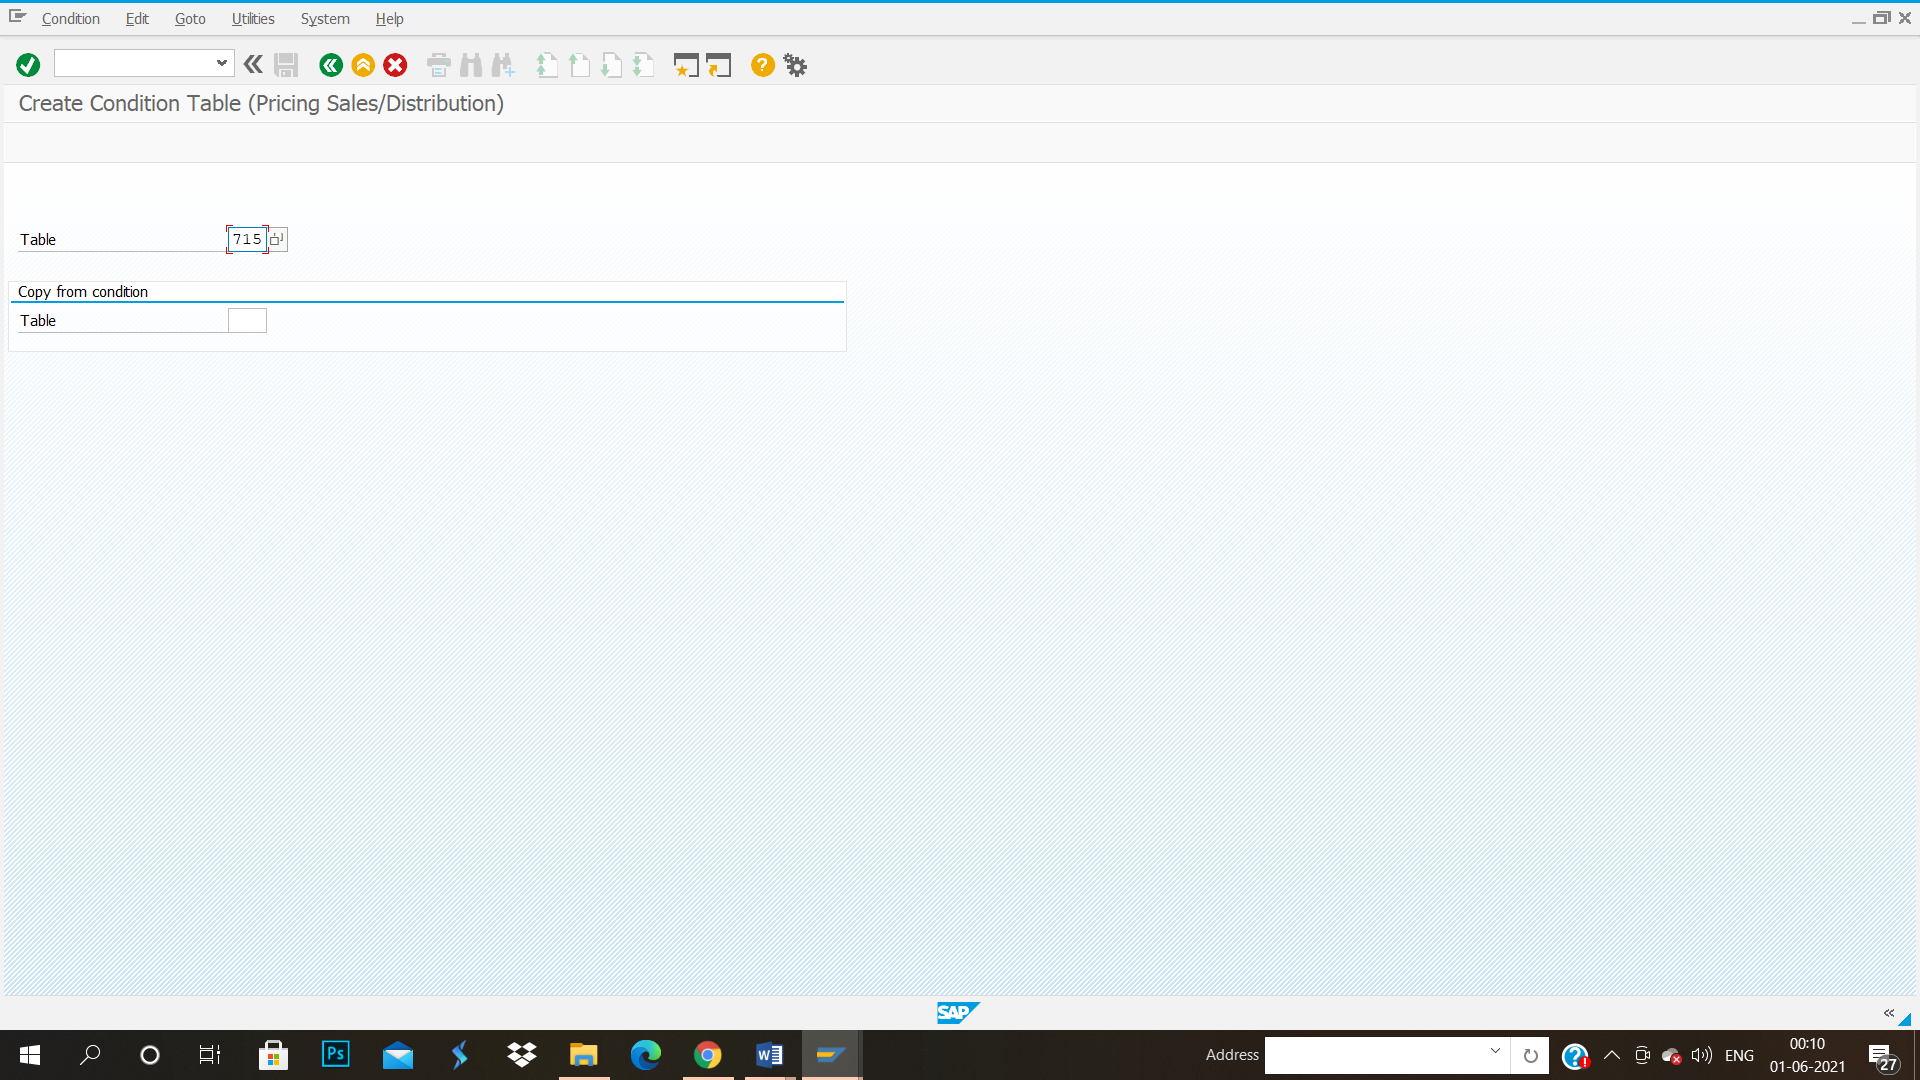 Condition Edit Goto Utilities System Help
Create Condition Table (Pricing Sales/Distribution)
Table 715
Copy from condition
Table
SAP
Ps
Address
ENG
00:10
01-06-2021
27